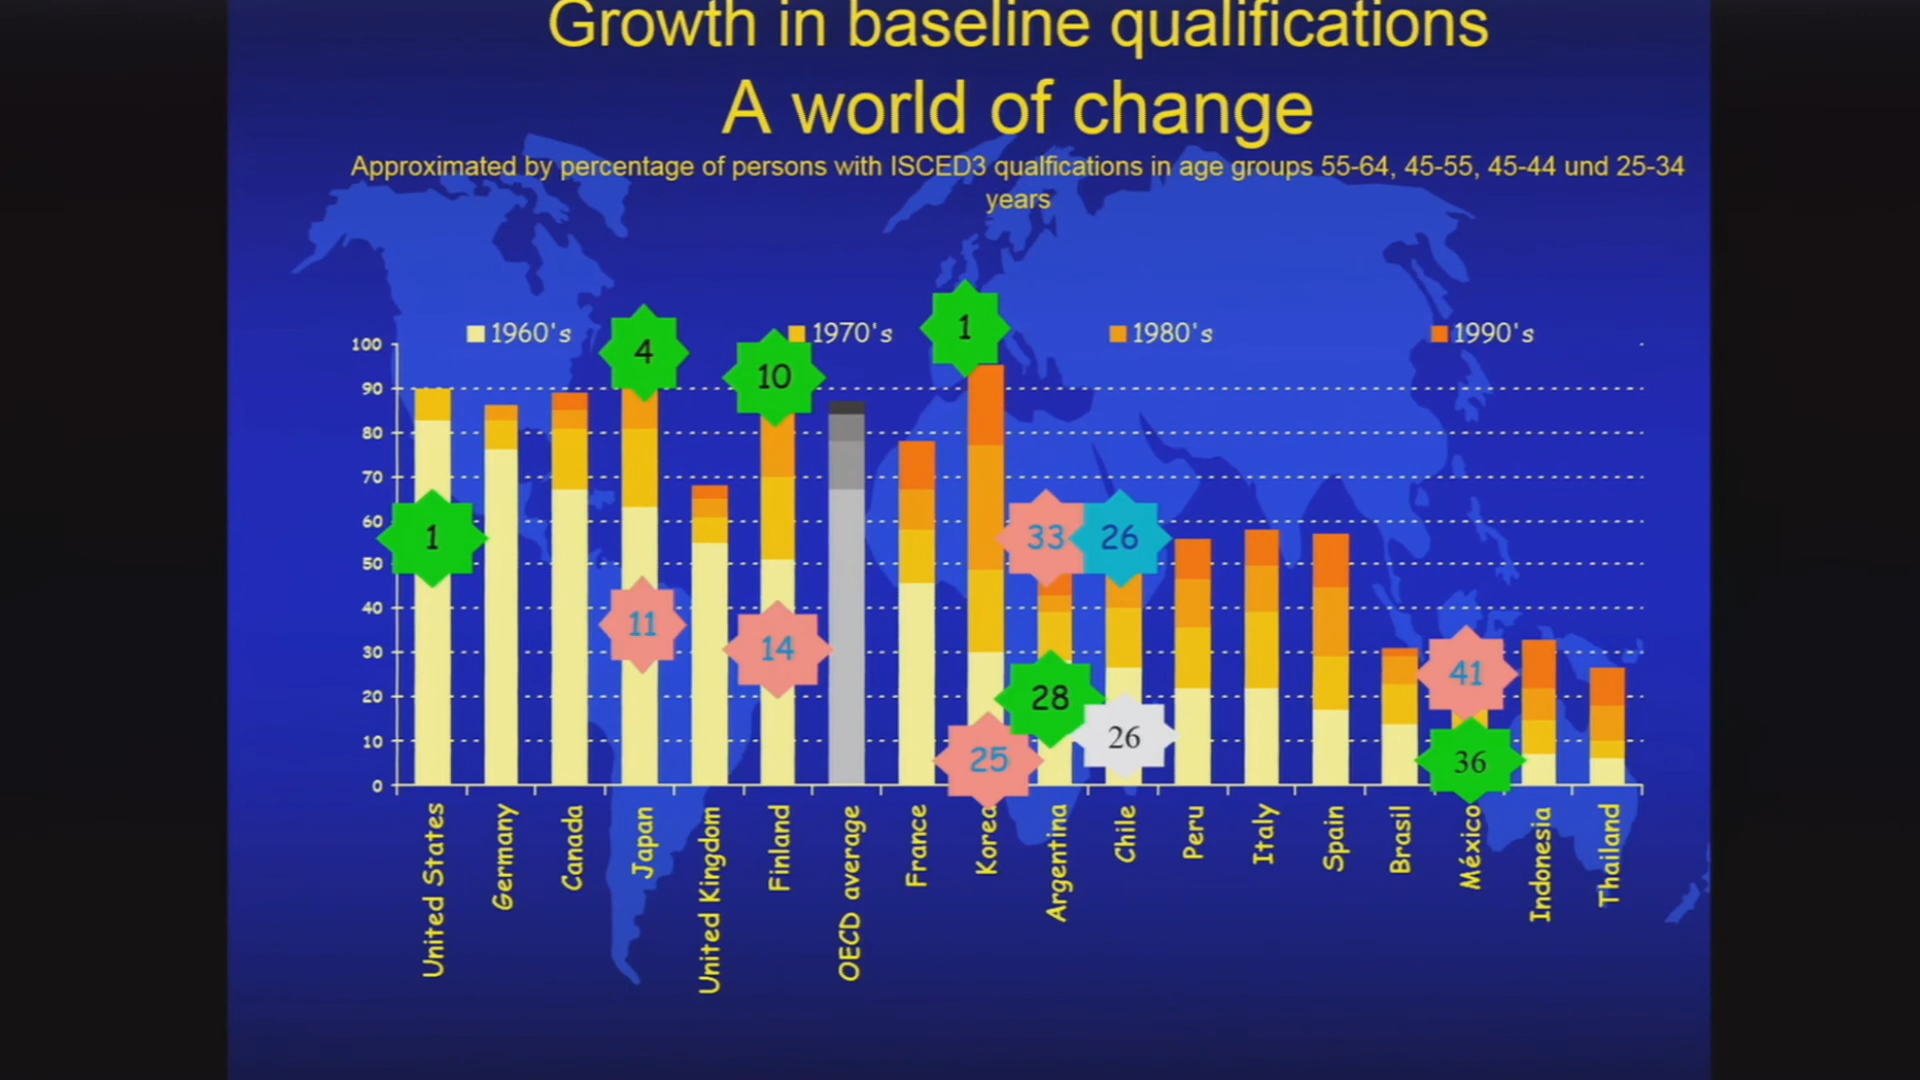 Growth in baseline qualifications
A world of change
Approximated by percentage of persons with ISCED3 qualfications in age groups 55-64, 45-55, 45-44 und 25-34
years
1960's 1970's 1980's 1990's
100
90
80
70
60
50
40
30
20
10
0
4
10
1
1
33
26
11
14
28
25
26
41
36
United States
Germany
Canada
Japan
United Kingdom
Finland
OECD average
France
Korea
Argentina
Chile
Peru
Italy
Spain
Brasil
México
Indonesia
Thailand